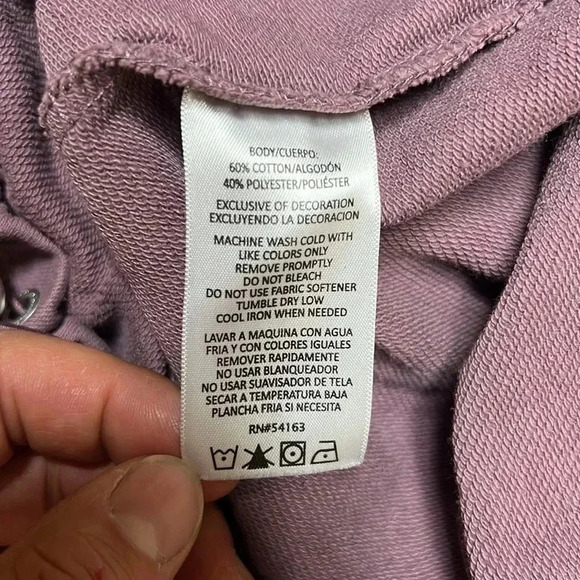 BODY/CUERPO:
60% COTTON/ALGODÓN
40% POLYESTER/POLIÉSTER
EXCLUSIVE OF DECORATION
EXCLUYENDO LA DECORACION
MACHINE WASH COLD WITH
LIKE COLORS ONLY
REMOVE PROMPTLY
DO NOT BLEACH
DO NOT USE FABRIC SOFTENER
TUMBLE DRY LOW
COOL IRON WHEN NEEDED
LAVAR A MAQUINA CON AGUA
FRIA Y CON COLORES IGUALES
REMOVER RAPIDAMENTE
NO USAR BLANQUEADOR
NO USAR SUAVISADOR DE TELA
SECAR A TEMPERATURA BAJA
PLANCHA FRIA SI NECESITA
RN#54163